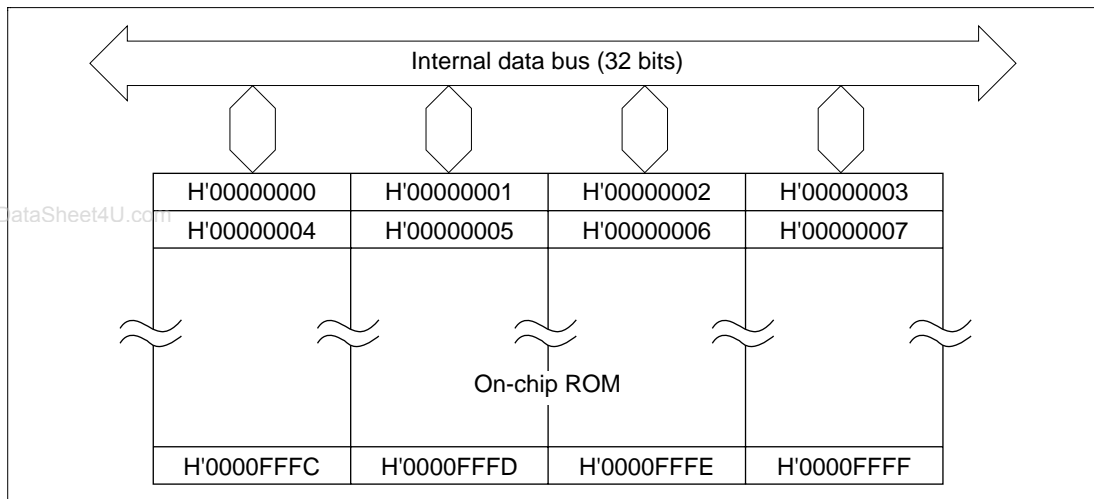 Internal data bus (32 bits)
H'00000000 H'00000001 H'00000002 H'00000003
DataSheet4U.com
H'00000004 H'00000005 H'00000006 H'00000007
On-chip ROM
H'0000FFFC H'0000FFFD H'0000FFFE H'0000FFFF